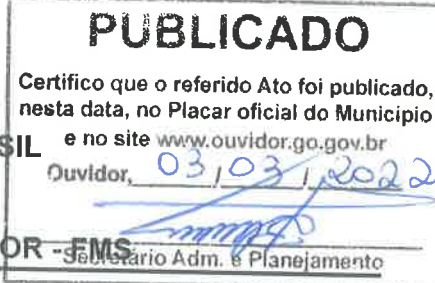 PUBLICADO
Certifico que o referido Ato foi publicado,
nesta data, no Placar oficial do Municipio
SIL e no site www.ouvidor.go.gov.br
Ouvidor, 03 / 03 / 2022
OR - FMS
Secretário Adm. e Planejamento